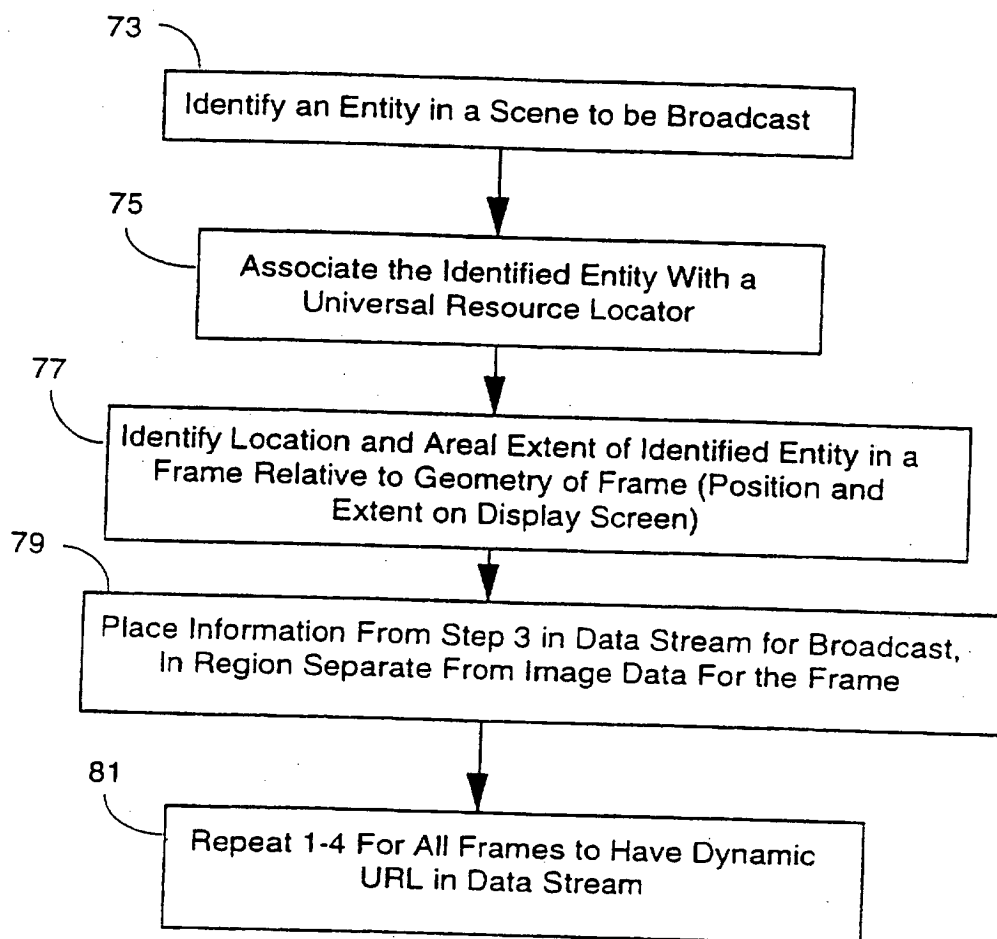 73
Identify an Entity in a Scene to be Broadcast
75
Associate the Identified Entity With a
Universal Resource Locator
77
Identify Location and Areal Extent of Identified Entity in a
Frame Relative to Geometry of Frame (Position and
Extent on Display Screen)
79
Place Information From Step 3 in Data Stream for Broadcast,
In Region Separate From Image Data For the Frame
81
Repeat 1-4 For All Frames to Have Dynamic
URL in Data Stream